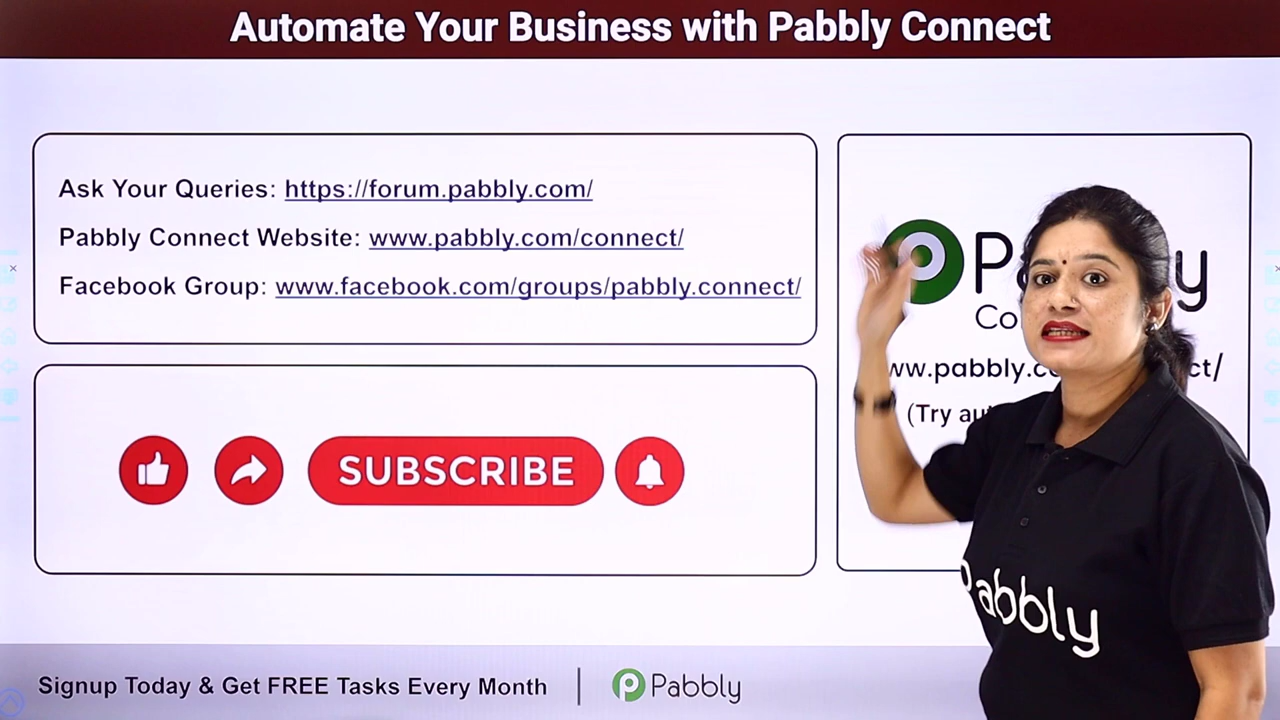 Automate Your Business with Pabbly Connect
Ask Your Queries: https://forum.pabbly.com/
Pabbly Connect Website: www.pabbly.com/connect/
Facebook Group: www.facebook.com/groups/pabbly.connect/
SUBSCRIBE
(Try
Pabbly
Signup Today & Get FREE Tasks Every Month
Pabbly